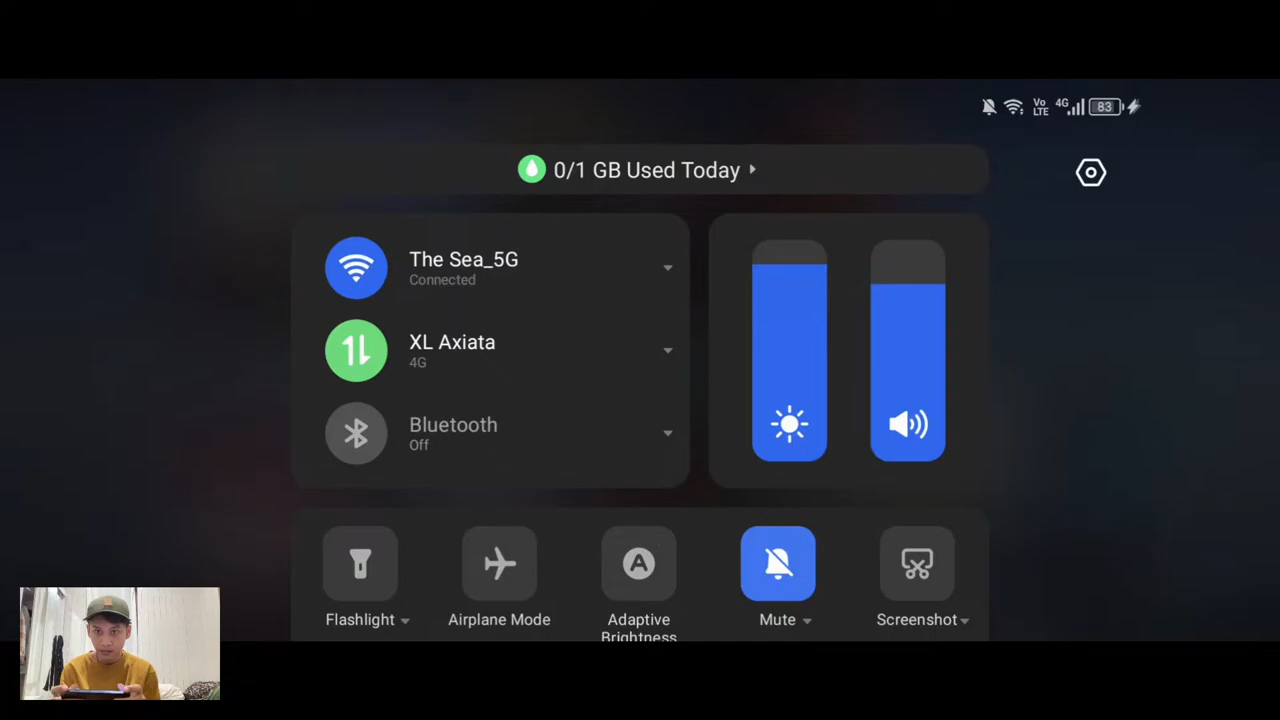 Vo
LTE
4G
83
0/1 GB Used Today
The Sea_5G
Connected
XL Axiata
4G
Bluetooth
Off
A
Flashlight
Airplane Mode
Adaptive
Brightness
Mute
Screenshot